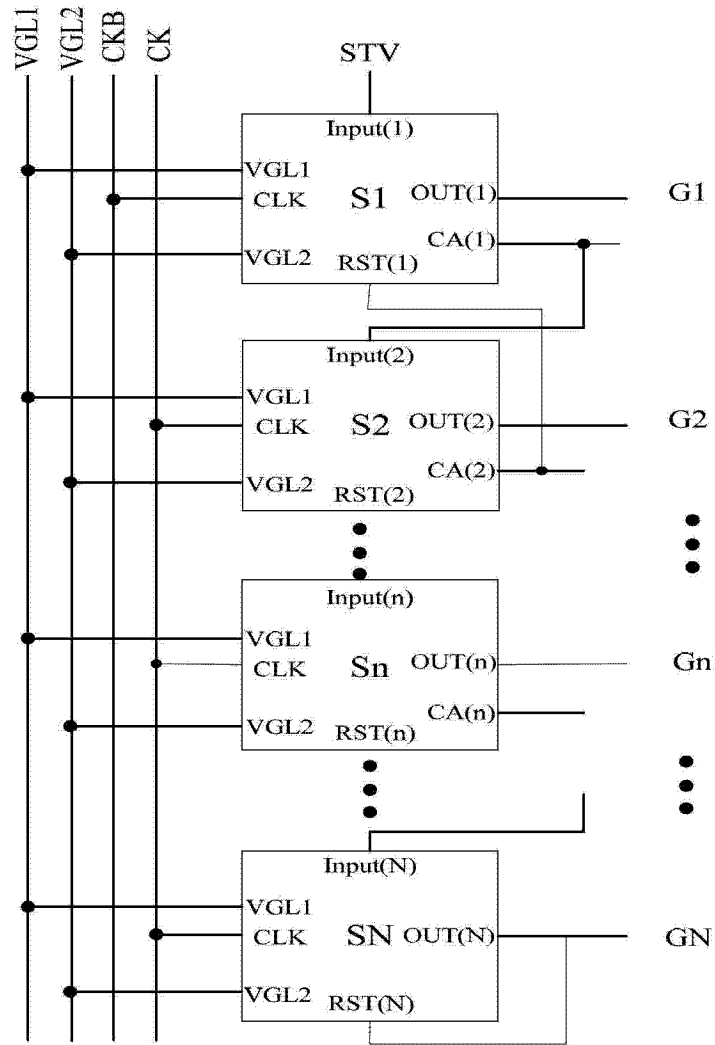 VGL1
VGL2
CKB
CK
STV
Input(1)
VGL1
CLK
S1
OUT(1)
G1
CA(1)
VGL2
RST(1)
Input(2)
VGL1
CLK
S2
OUT(2)
G2
CA(2)
VGL2
RST(2)
Input(n)
VGL1
CLK
Sn
OUT(n)
Gn
CA(n)
VGL2
RST(n)
Input(N)
VGL1
CLK
SN
OUT(N)
GN
VGL2
RST(N)